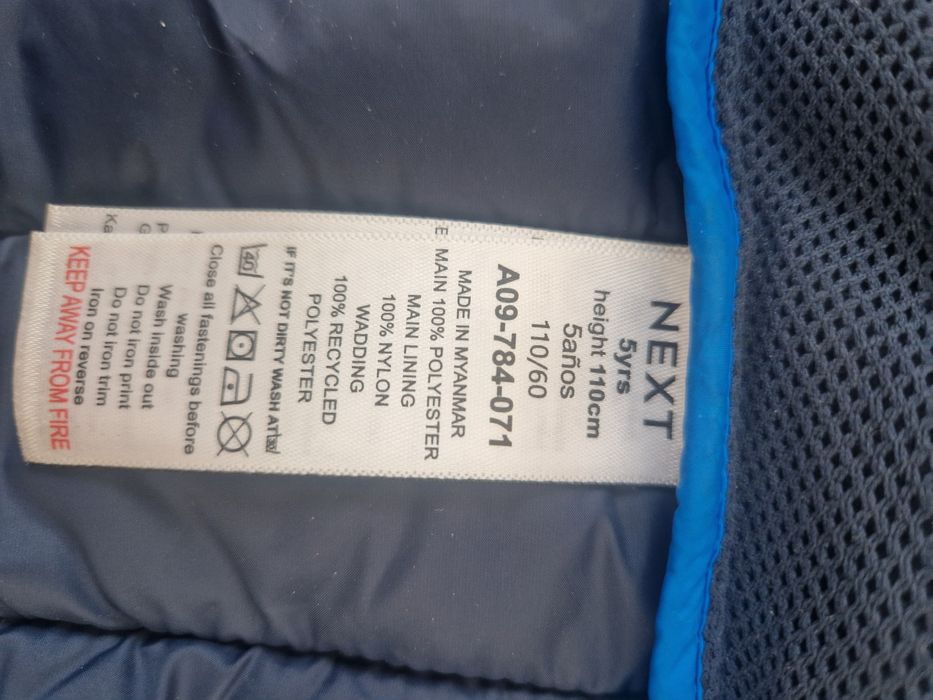 NEXT
5yrs
height 110cm
5años
110/60
A09-784-071
MADE IN MYANMAR
MAIN 100% POLYESTER
MAIN LINING
100% NYLON
WADDING
100% RECYCLED
POLYESTER
IF IT'S NOT DIRTY WASH AT 30
40
Close all fastenings before
washing
Wash inside out
Do not iron print
Do not iron trim
Iron on reverse
KEEP AWAY FROM FIRE